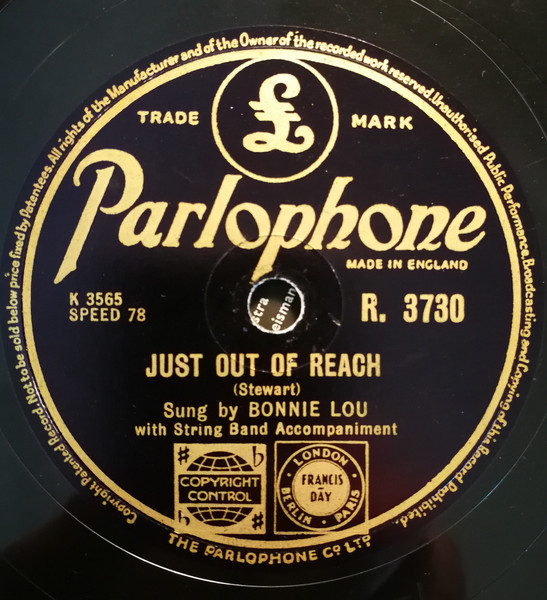 Copyright Patented Record. Not to be sold below price fixed by Patentees. All rights of the Manufacturer and of the Owner of the recorded work reserved. Unauthorised Public Performance, Broadcasting and Copying of this Record Prohibited.
£
TRADE MARK
Parlophone
MADE IN ENGLAND
K 3565
SPEED 78
R. 3730
stra
eisman
JUST OUT OF REACH
(Stewart)
Sung by BONNIE LOU
with String Band Accompaniment
♯ ♭
COPYRIGHT
CONTROL
♭ ♯
LONDON
FRANCIS
-
DAY
BERLIN PARIS
THE PARLOPHONE CO LTD